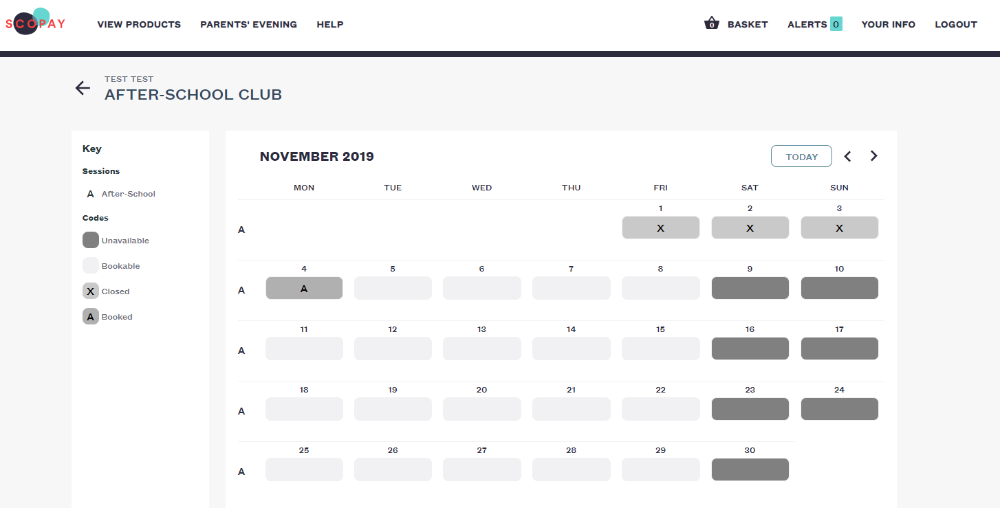 SCOPAY VIEW PRODUCTS PARENTS' EVENING HELP 0 BASKET ALERTS 0 YOUR INFO LOGOUT
TEST TEST
AFTER-SCHOOL CLUB
Key
Sessions
A After-School
Codes
Unavailable
Bookable
X Closed
A Booked
NOVEMBER 2019 TODAY
MON TUE WED THU FRI SAT SUN
1 2 3
A X X X
4 5 6 7 8 9 10
A A
11 12 13 14 15 16 17
A
18 19 20 21 22 23 24
A
25 26 27 28 29 30
A